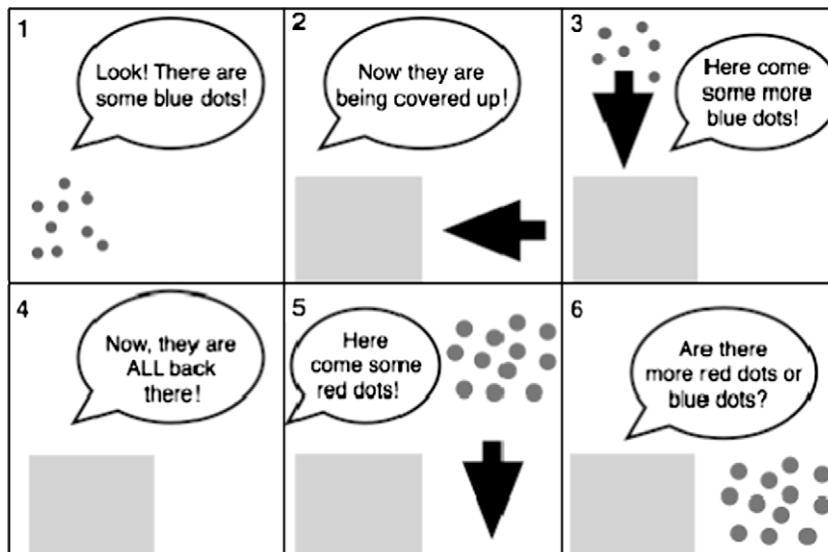 1
Look! There are
some blue dots!
2
Now they are
being covered up!
3
Here come
some more
blue dots!
4
Now, they are
ALL back
there!
5
Here
come some
red dots!
6
Are there
more red dots or
blue dots?